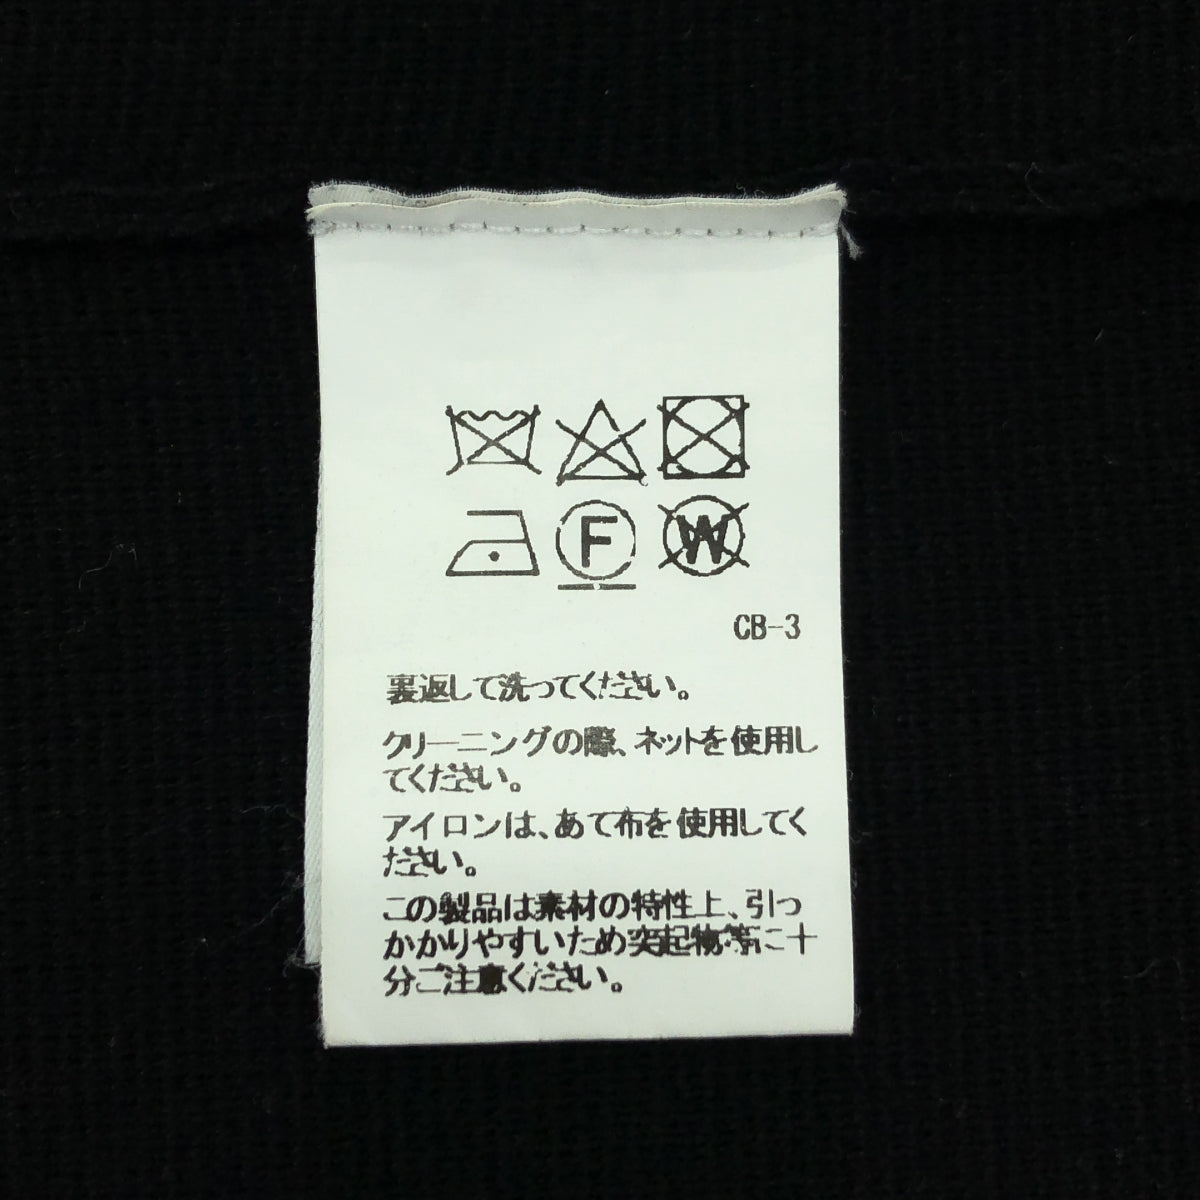 F W
CB-3
裏返して洗ってください。
クリーニングの際、ネットを使用し
てください。
アイロンは、あて布を使用してく
ださい。
この製品は素材の特性上、引っ
かかりやすいため突起物等に十
分ご注意ください。